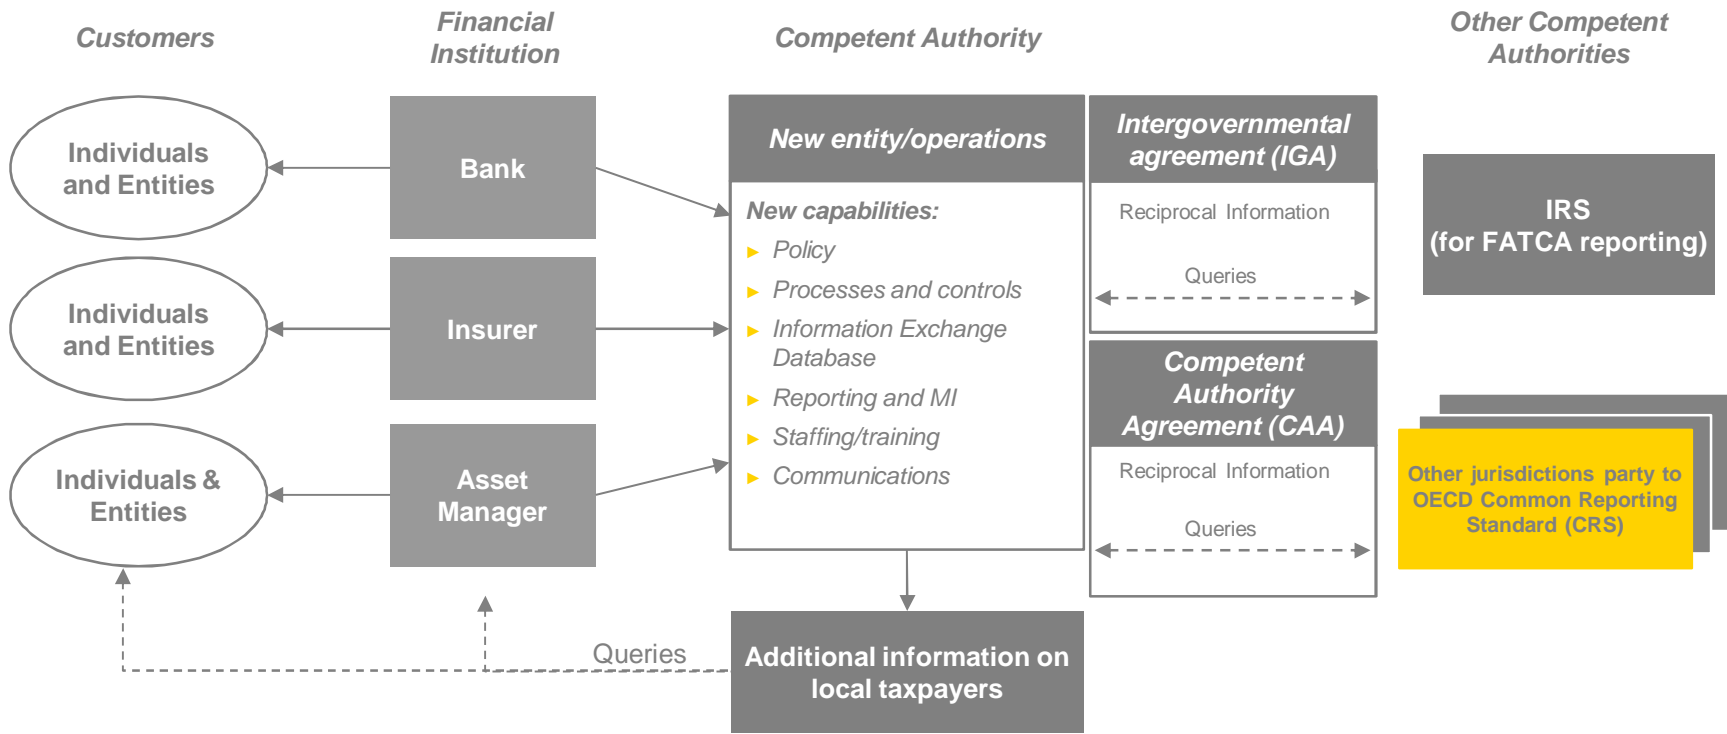 Customers
Financial
Institution
Competent Authority
Other Competent
Authorities
Individuals
and Entities
Bank
Individuals
and Entities
Insurer
Individuals &
Entities
Asset
Manager
New entity/operations
New capabilities:
► Policy
► Processes and controls
► Information Exchange
Database
► Reporting and MI
► Staffing/training
► Communications
Intergovernmental
agreement (IGA)
Reciprocal Information
Queries
Competent
Authority
Agreement (CAA)
Reciprocal Information
Queries
IRS
(for FATCA reporting)
Other jurisdictions party to
OECD Common Reporting
Standard (CRS)
Queries
Additional information on
local taxpayers